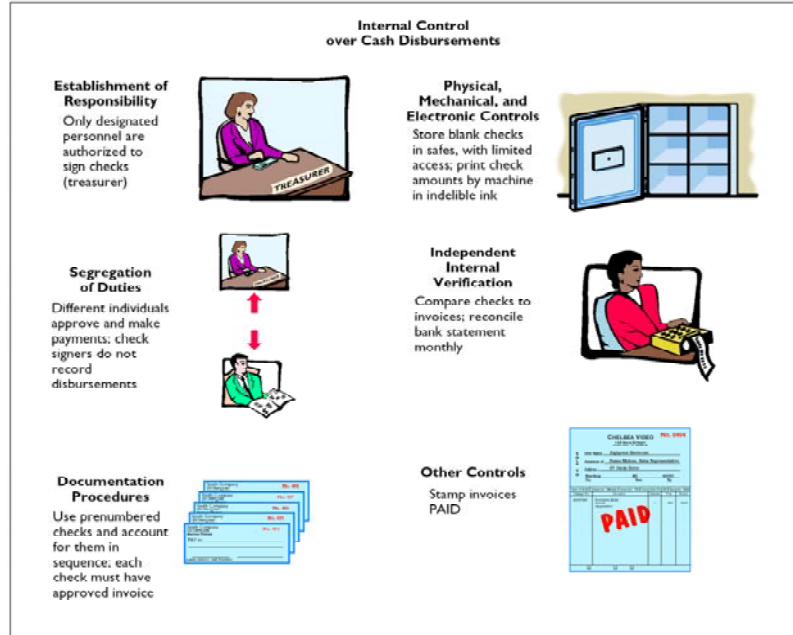 Internal Control
over Cash Disbursements
Establishment of
Responsibility
Only designated
personnel are
authorized to
sign checks
(treasurer)
TREASURER
Physical,
Mechanical, and
Electronic Controls
Store blank checks
in safes, with limited
access; print check
amounts by machine
in indelible ink
Segregation
of Duties
Different individuals
approve and make
payments; check
signers do not
record
disbursements
Independent
Internal
Verification
Compare checks to
invoices; reconcile
bank statement
monthly
Documentation
Procedures
Use prenumbered
checks and account
for them in
sequence; each
check must have
approved invoice
Other Controls
Stamp invoices
PAID
CHELSEA VIDEO
PAID